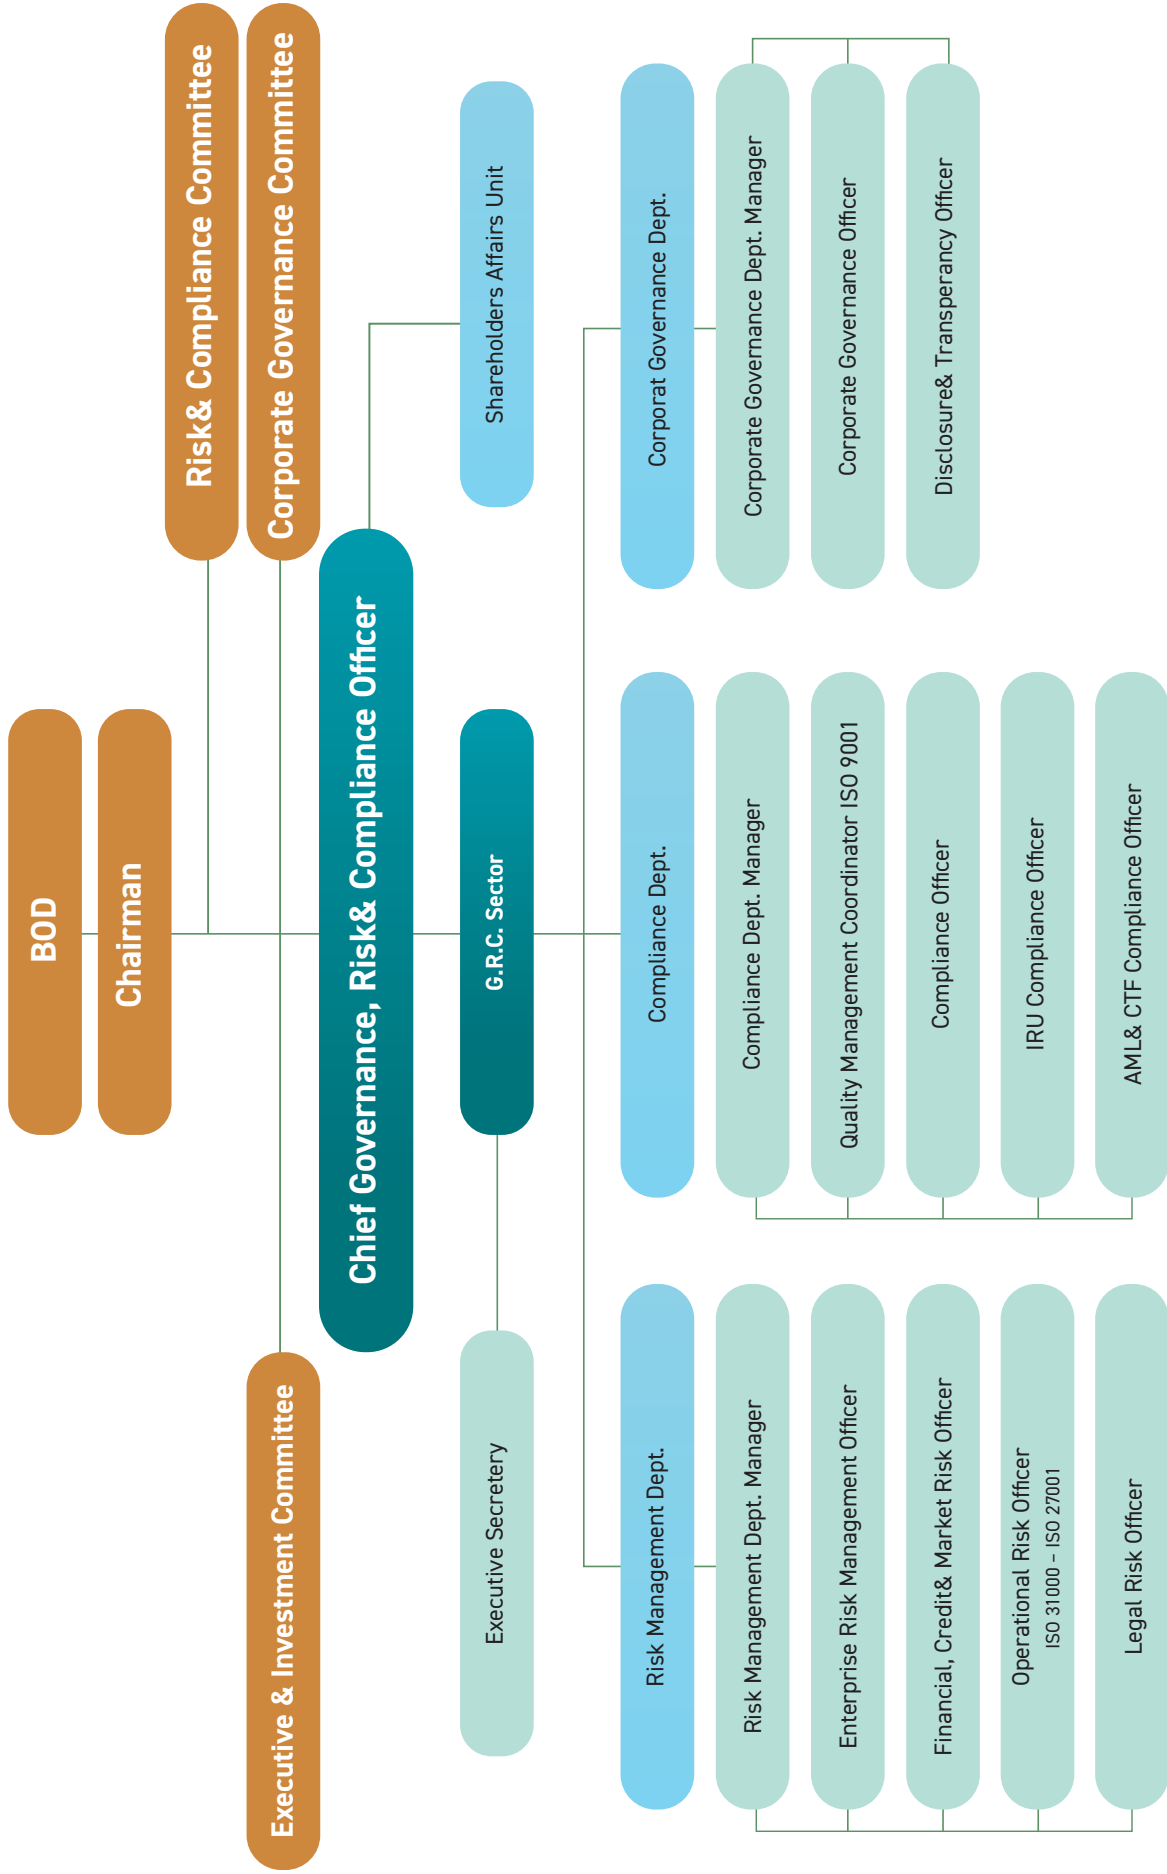 BOD
Chairman
Risk& Compliance Committee
Executive & Investment Committee
Corporate Governance Committee
Chief Governance, Risk& Compliance Officer
Executive Secretery
G.R.C. Sector
Shareholders Affairs Unit
Risk Management Dept.
Risk Management Dept. Manager
Enterprise Risk Management Officer
Financial, Credit& Market Risk Officer
Operational Risk Officer
ISO 31000 – ISO 27001
Legal Risk Officer
Compliance Dept.
Compliance Dept. Manager
Quality Management Coordinator ISO 9001
Compliance Officer
IRU Compliance Officer
AML& CTF Compliance Officer
Corporat Governance Dept.
Corporate Governance Dept. Manager
Corporate Governance Officer
Disclosure& Transperancy Officer